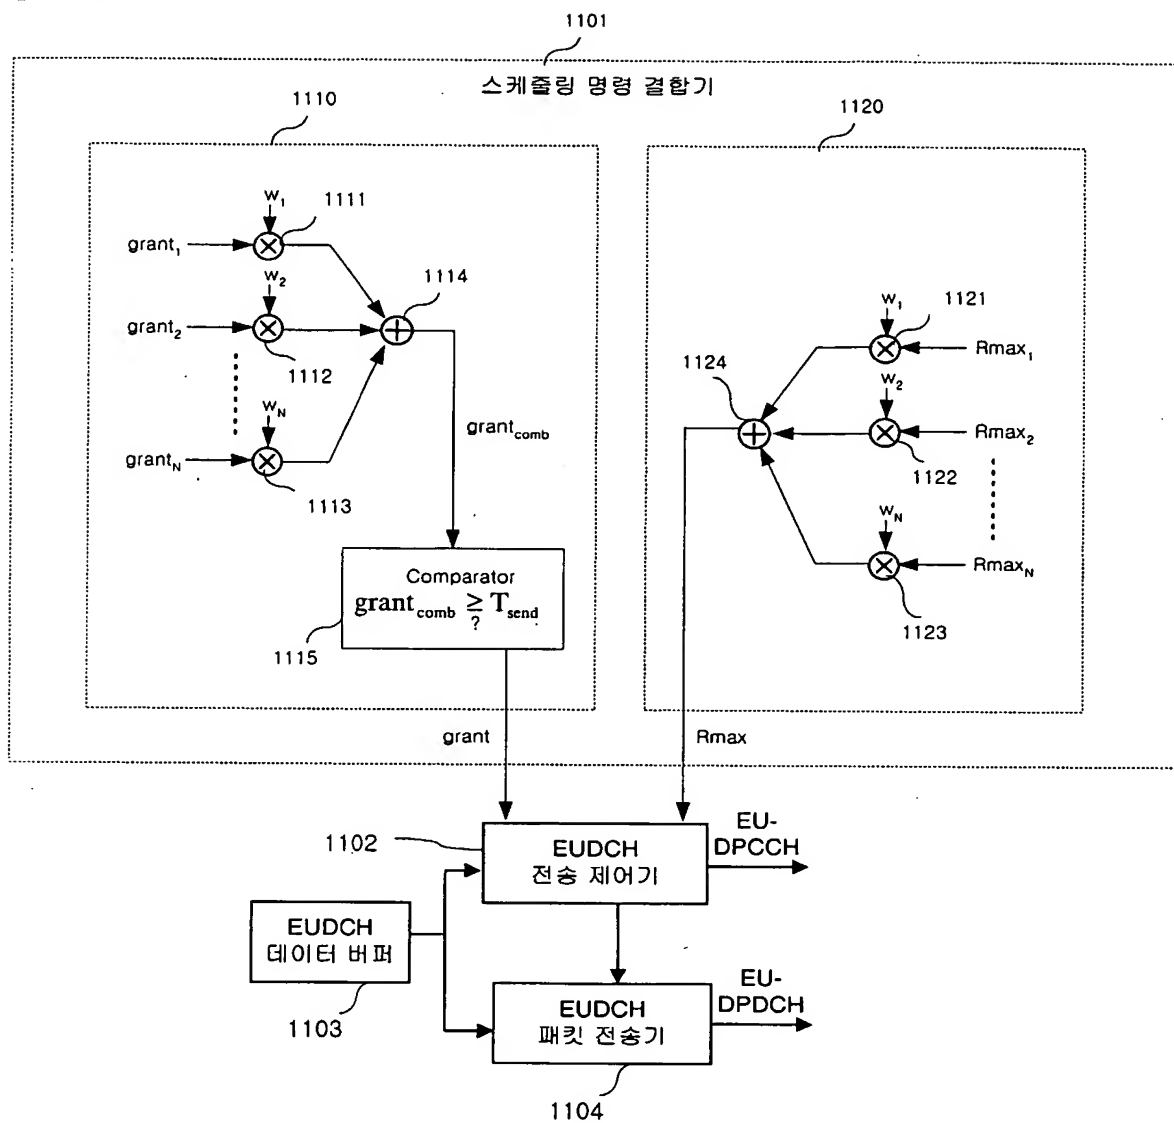 1101
스케줄링 명령 결합기
1110
1120
w1
1111
grant1
w2
1114
grant2
1112
wN
grantcomb
grantN
1113
Comparator
grantcomb ≥ Tsend
?
1115
w1
1121
Rmax1
1124
w2
Rmax2
1122
wN
RmaxN
1123
grant
Rmax
1102
EUDCH
전송 제어기
EU-
DPCCH
EUDCH
데이터 버퍼
1103
EUDCH
패킷 전송기
EU-
DPDCH
1104